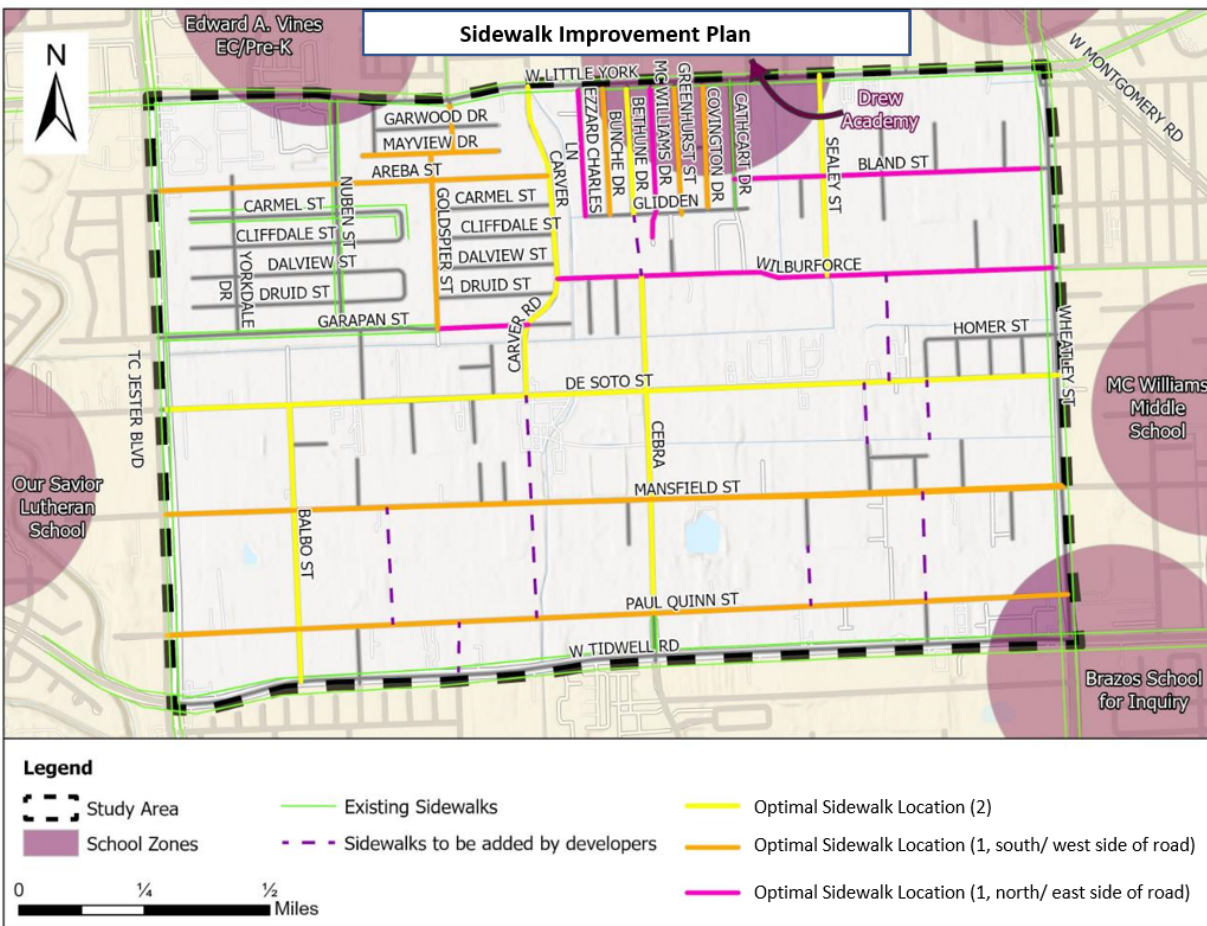 Edward A. Vines
EC/Pre-K
Sidewalk Improvement Plan
N
W MONTGOMERY RD
W LITTLE YORK
Drew
Academy
GARWOOD DR
MAYVIEW DR
AREBA ST
CARMEL ST
CLIFFDALE ST
DALVIEW ST
DRUID ST
YORKDALE
DR
NUBEN ST
GOLDSPIER ST
CARMEL ST
CLIFFDALE ST
DALVIEW ST
DRUID ST
GARAPAN ST
CARVER
LN
CARVER RD
EZZARD CHARLES
BUNCHE DR
BETHUNE DR
MCWILLIAMS DR
GREENHURST ST
COVINGTON DR
CATHCART DR
GLIDDEN
SEALEY ST
BLAND ST
WILBURFORCE
HOMER ST
WHEATLEY ST
TC JESTER BLVD
DE SOTO ST
CEBRA
MC Williams
Middle
School
Our Savior
Lutheran
School
MANSFIELD ST
BALBO ST
PAUL QUINN ST
W TIDWELL RD
Brazos School
for Inquiry
Legend
Study Area
School Zones
Existing Sidewalks
Sidewalks to be added by developers
Optimal Sidewalk Location (2)
Optimal Sidewalk Location (1, south/ west side of road)
Optimal Sidewalk Location (1, north/ east side of road)
0 ¼ ½
Miles